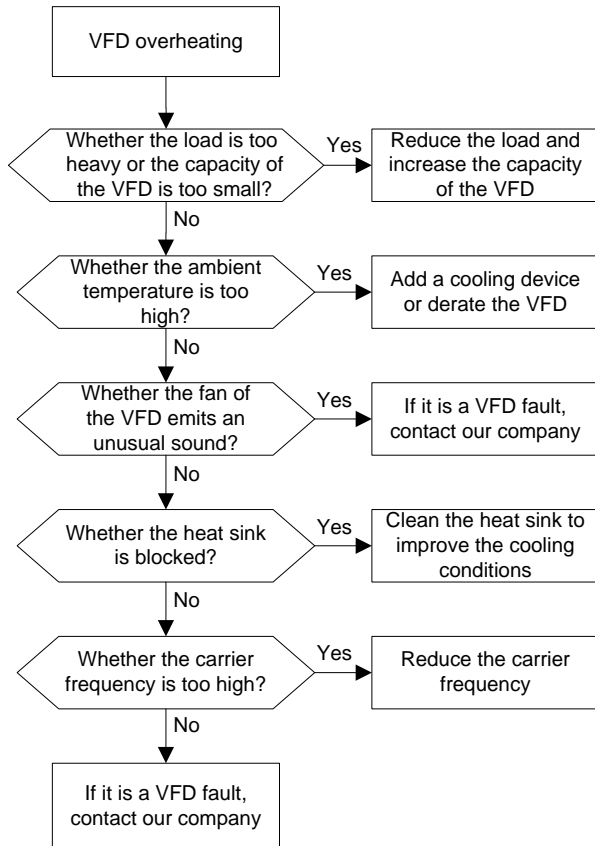 VFD overheating
Whether the load is too
heavy or the capacity of
the VFD is too small?
Yes
Reduce the load and
increase the capacity
of the VFD
No
Whether the ambient
temperature is too
high?
Yes
Add a cooling device
or derate the VFD
No
Whether the fan of
the VFD emits an
unusual sound?
Yes
If it is a VFD fault,
contact our company
No
Whether the heat sink
is blocked?
Yes
Clean the heat sink to
improve the cooling
conditions
No
Whether the carrier
frequency is too high?
Yes
Reduce the carrier
frequency
No
If it is a VFD fault,
contact our company